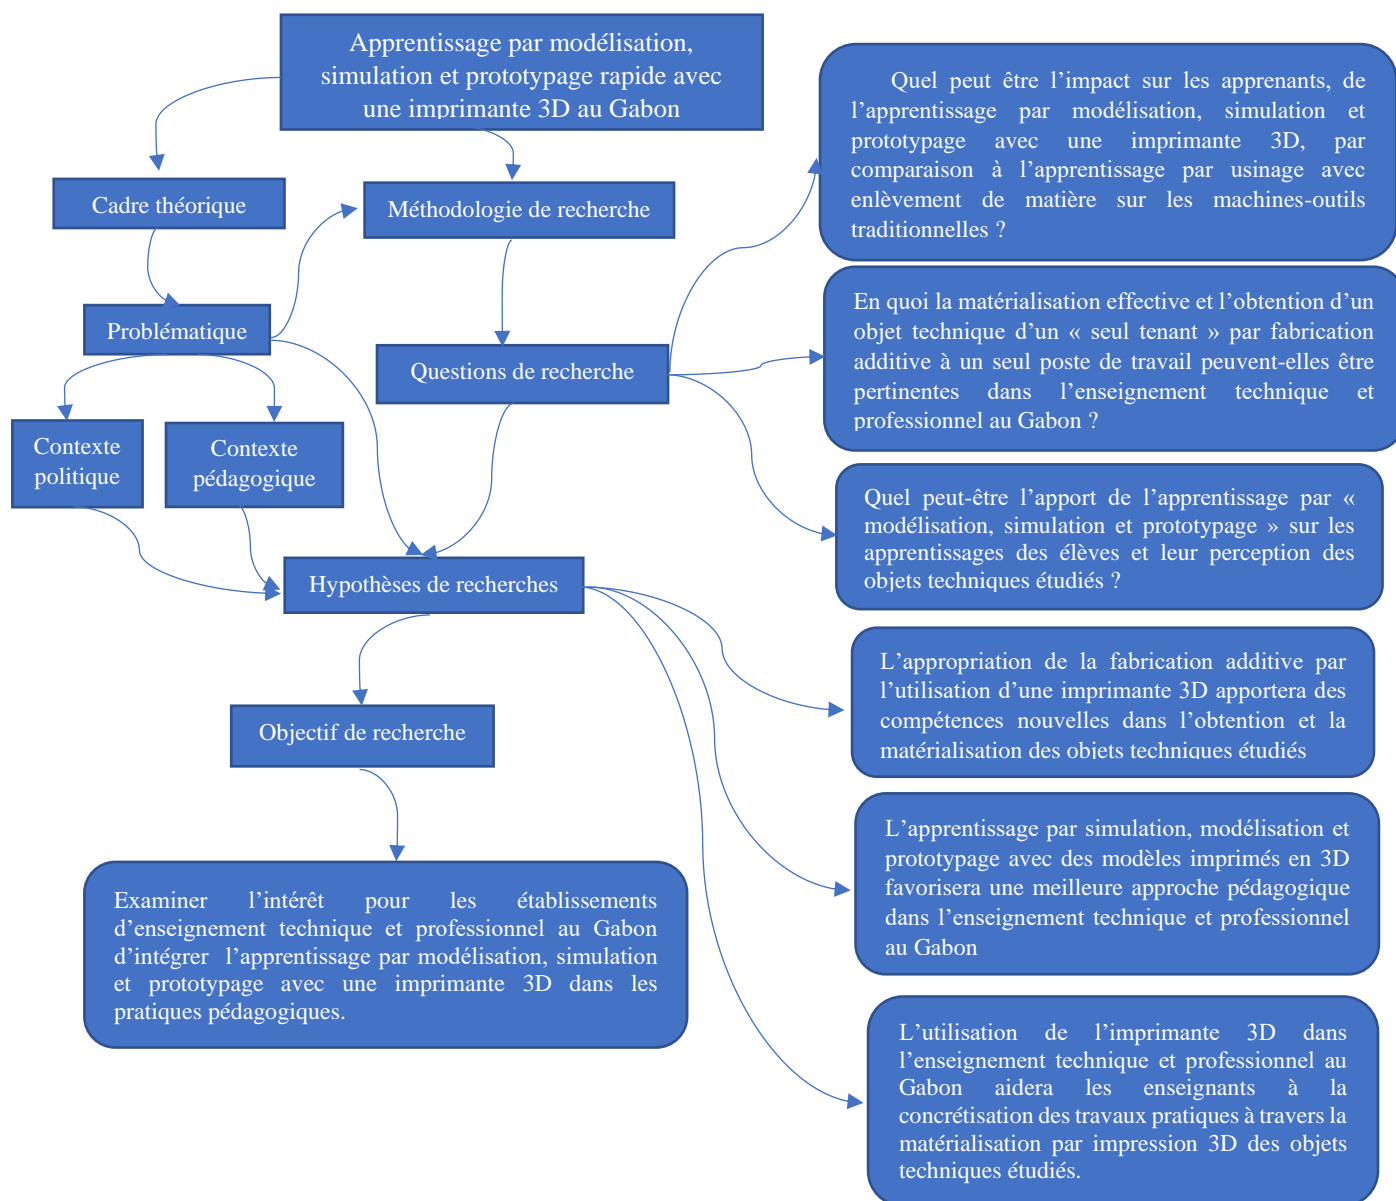 Apprentissage par modélisation,
simulation et prototypage rapide avec
une imprimante 3D au Gabon
Cadre théorique
Méthodologie de recherche
Problématique
Questions de recherche
Contexte
politique
Contexte
pédagogique
Hypothèses de recherches
Objectif de recherche
Examiner l’intérêt pour les établissements
d’enseignement technique et professionnel au Gabon
d’intégrer l’apprentissage par modélisation, simulation
et prototypage avec une imprimante 3D dans les
pratiques pédagogiques.
Quel peut être l’impact sur les apprenants, de
l’apprentissage par modélisation, simulation et
prototypage avec une imprimante 3D, par
comparaison à l’apprentissage par usinage avec
enlèvement de matière sur les machines-outils
traditionnelles ?
En quoi la matérialisation effective et l’obtention d’un
objet technique d’un « seul tenant » par fabrication
additive à un seul poste de travail peuvent-elles être
pertinentes dans l’enseignement technique et
professionnel au Gabon ?
Quel peut-être l’apport de l’apprentissage par «
modélisation, simulation et prototypage » sur les
apprentissages des élèves et leur perception des
objets techniques étudiés ?
L’appropriation de la fabrication additive par
l’utilisation d’une imprimante 3D apportera des
compétences nouvelles dans l’obtention et la
matérialisation des objets techniques étudiés
L’apprentissage par simulation, modélisation et
prototypage avec des modèles imprimés en 3D
favorisera une meilleure approche pédagogique
dans l’enseignement technique et professionnel
au Gabon
L’utilisation de l’imprimante 3D dans
l’enseignement technique et professionnel au
Gabon aidera les enseignants à la
concrétisation des travaux pratiques à travers la
matérialisation par impression 3D des objets
techniques étudiés.